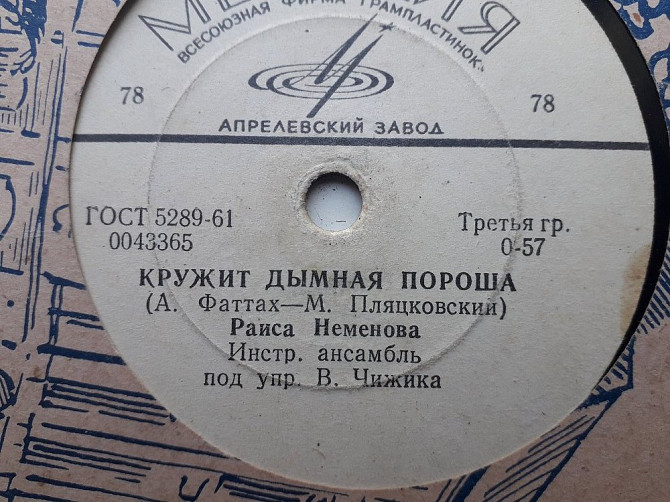 ВСЕСОЮЗНАЯ ФИРМА ГРАМПЛАСТИНОК
78 78
АПРЕЛЕВСКИЙ ЗАВОД
ГОСТ 5289-61 Третья гр.
0043365 0-57
КРУЖИТ ДЫМНАЯ ПОРОША
(А. Фаттах—М. Пляцковский)
Раиса Неменова
Инстр. ансамбль
под упр. В. Чижика